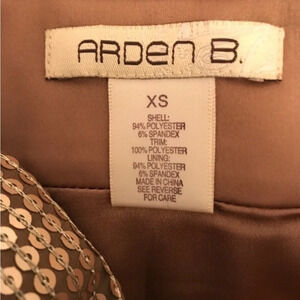 ARDEN B.
XS
SHELL:
94% POLYESTER
6% SPANDEX
TRIM:
100% POLYESTER
LINING:
94% POLYESTER
6% SPANDEX
MADE IN CHINA
SEE REVERSE
FOR CARE